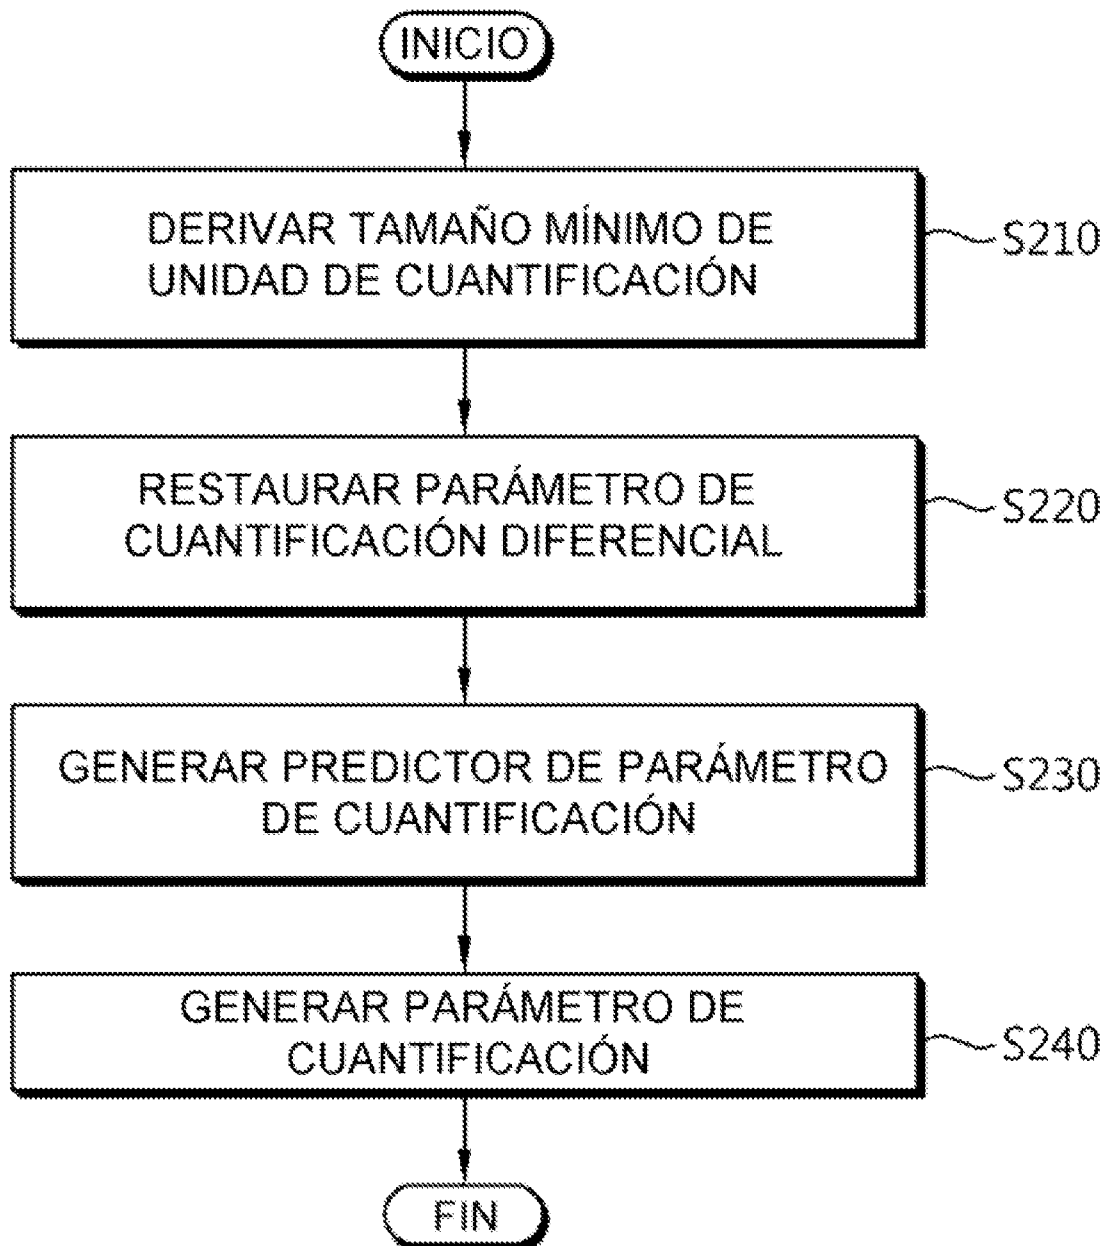 INICIO
DERIVAR TAMAÑO MÍNIMO DE
UNIDAD DE CUANTIFICACIÓN
S210
RESTAURAR PARÁMETRO DE
CUANTIFICACIÓN DIFERENCIAL
S220
GENERAR PREDICTOR DE PARÁMETRO
DE CUANTIFICACIÓN
S230
GENERAR PARÁMETRO DE
CUANTIFICACIÓN
S240
FIN